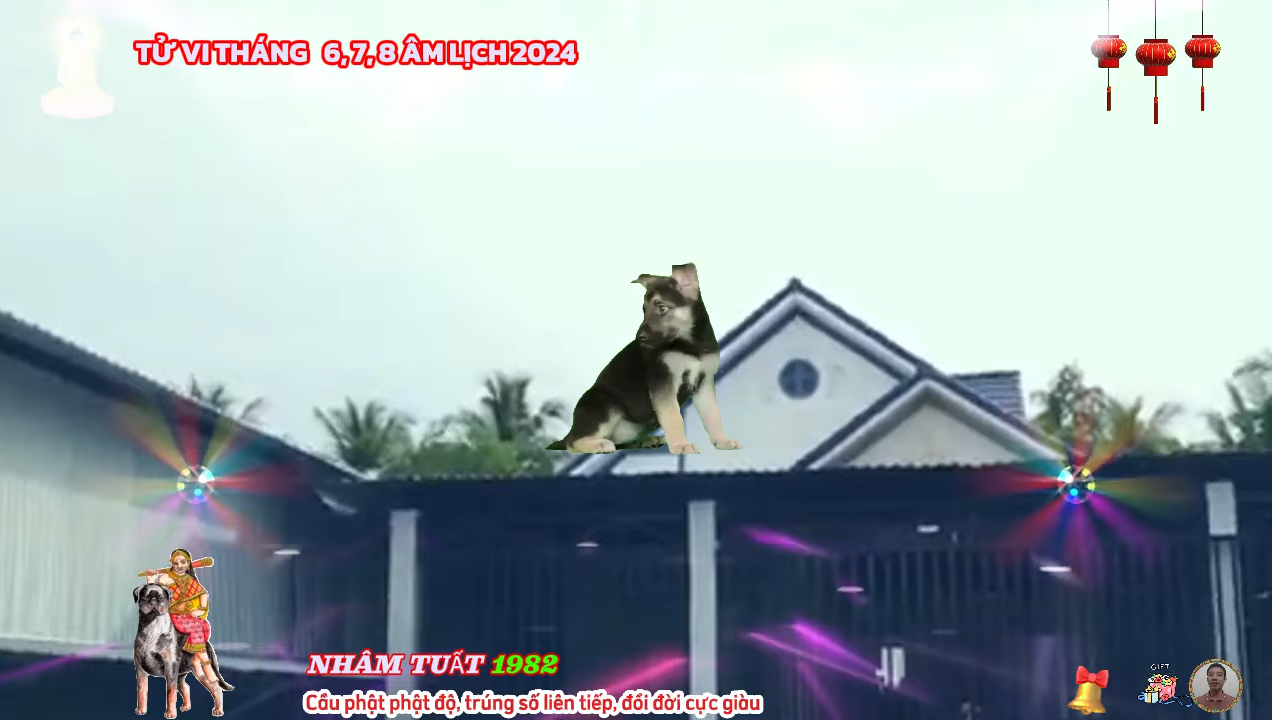 TỬ VI THÁNG 6, 7, 8 ÂM LỊCH 2024
GIFT
NHÂM TUẤT 1982
Cầu phật phật độ, trúng số liên tiếp, đổi đời cực giàu